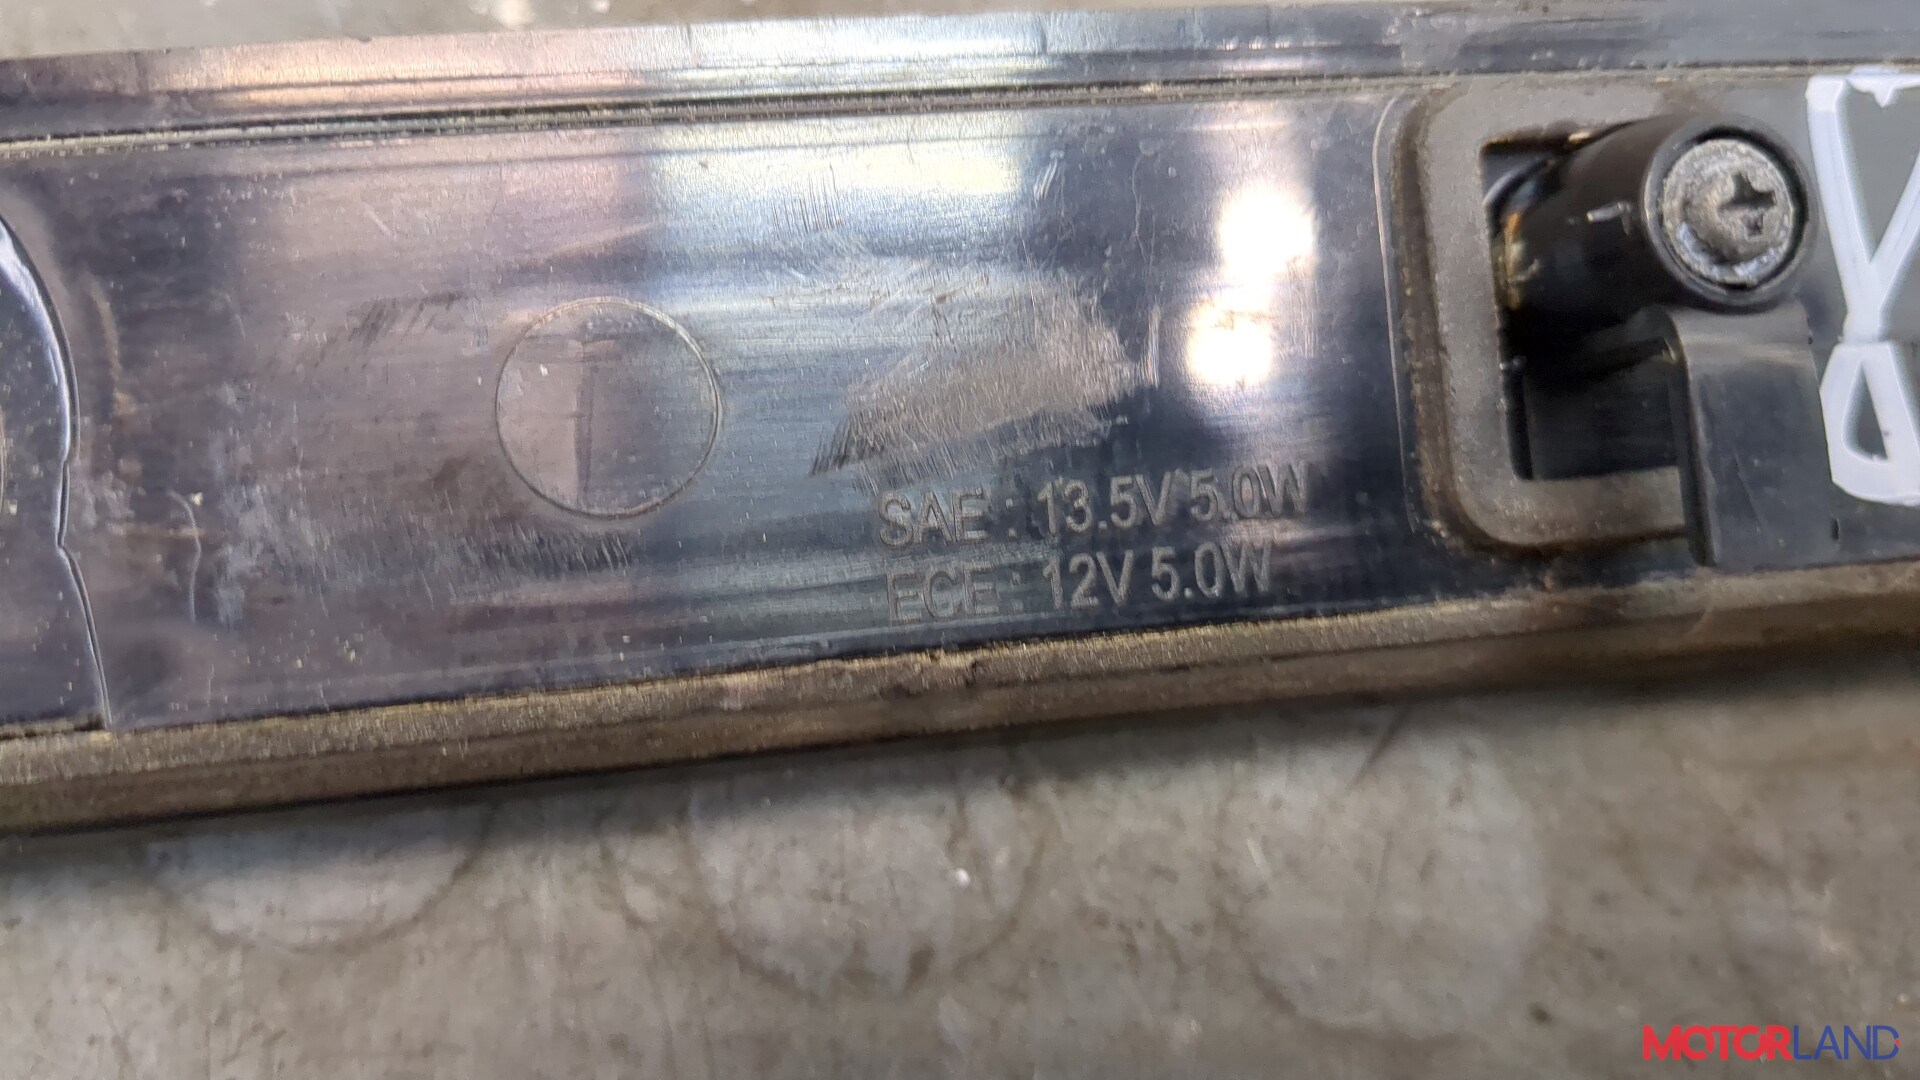 SAE : 13.5V 5.0W
ECE : 12V 5.0W
MOTORLAND